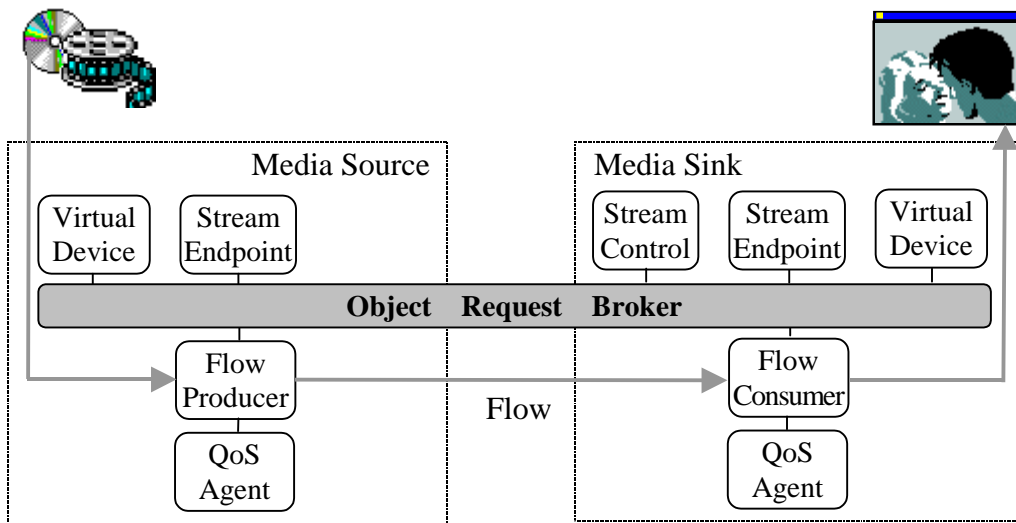 Media Source
Media Sink
Virtual
Device
Stream
Endpoint
Stream
Control
Stream
Endpoint
Virtual
Device
Object Request Broker
Flow
Producer
Flow
Flow
Consumer
QoS
Agent
QoS
Agent